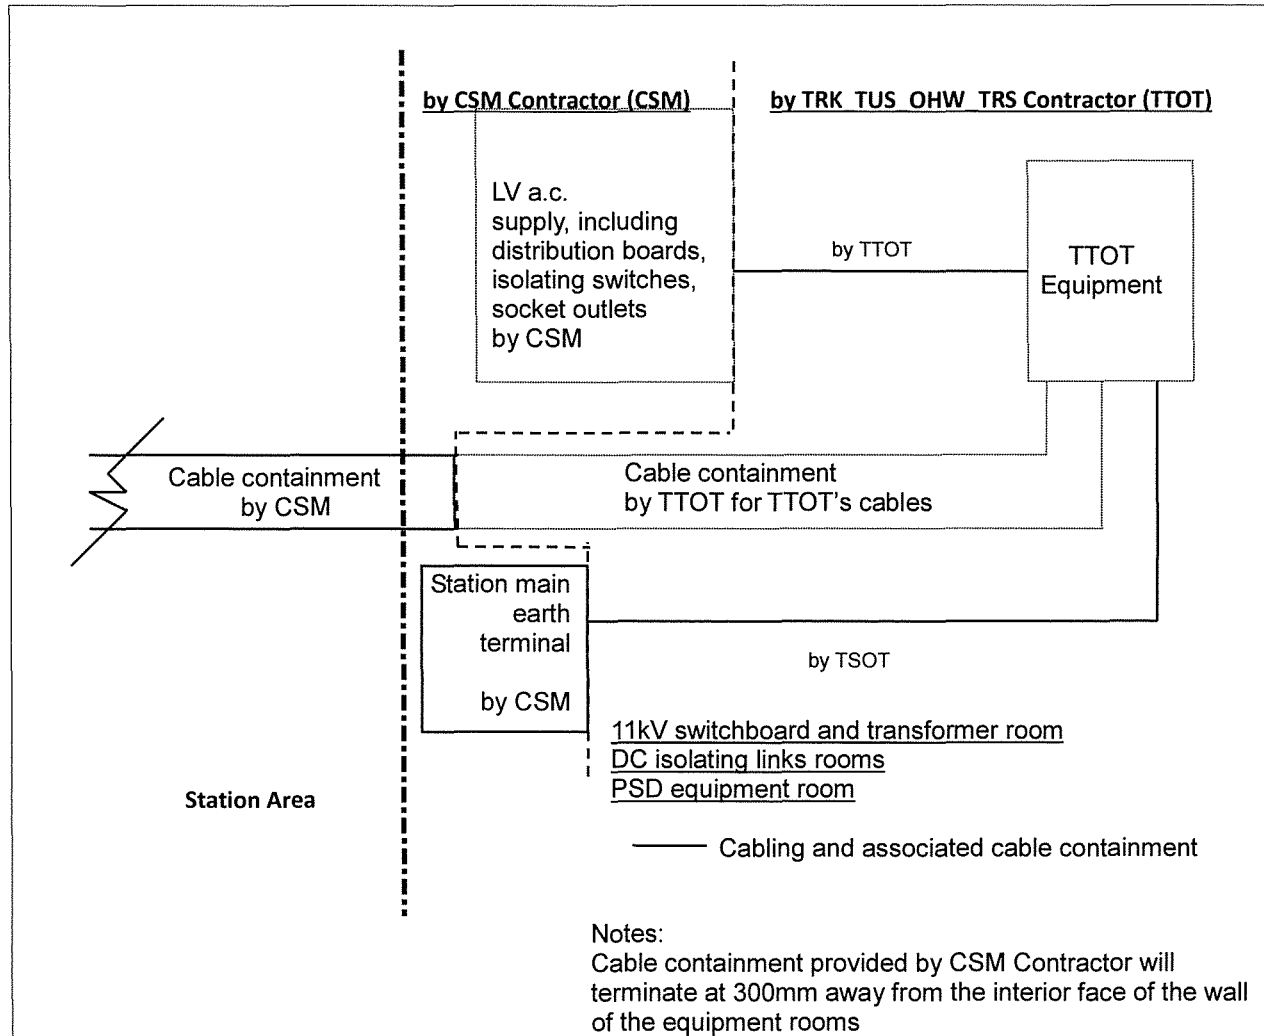 by CSM Contractor (CSM)
by TRK TUS OHW TRS Contractor (TTOT)
LV a.c.
supply, including
distribution boards,
isolating switches,
socket outlets
by CSM
by TTOT
TTOT
Equipment
Cable containment
by CSM
Cable containment
by TTOT for TTOT's cables
Station main
earth
terminal
by CSM
by TSOT
11kV switchboard and transformer room
DC isolating links rooms
PSD equipment room
Station Area
Cabling and associated cable containment
Notes:
Cable containment provided by CSM Contractor will
terminate at 300mm away from the interior face of the wall
of the equipment rooms